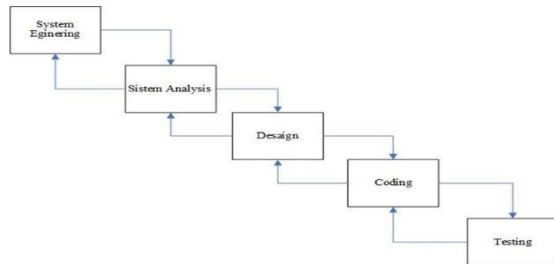 System
Eginering
Sistem Analysis
Desaign
Coding
Testing